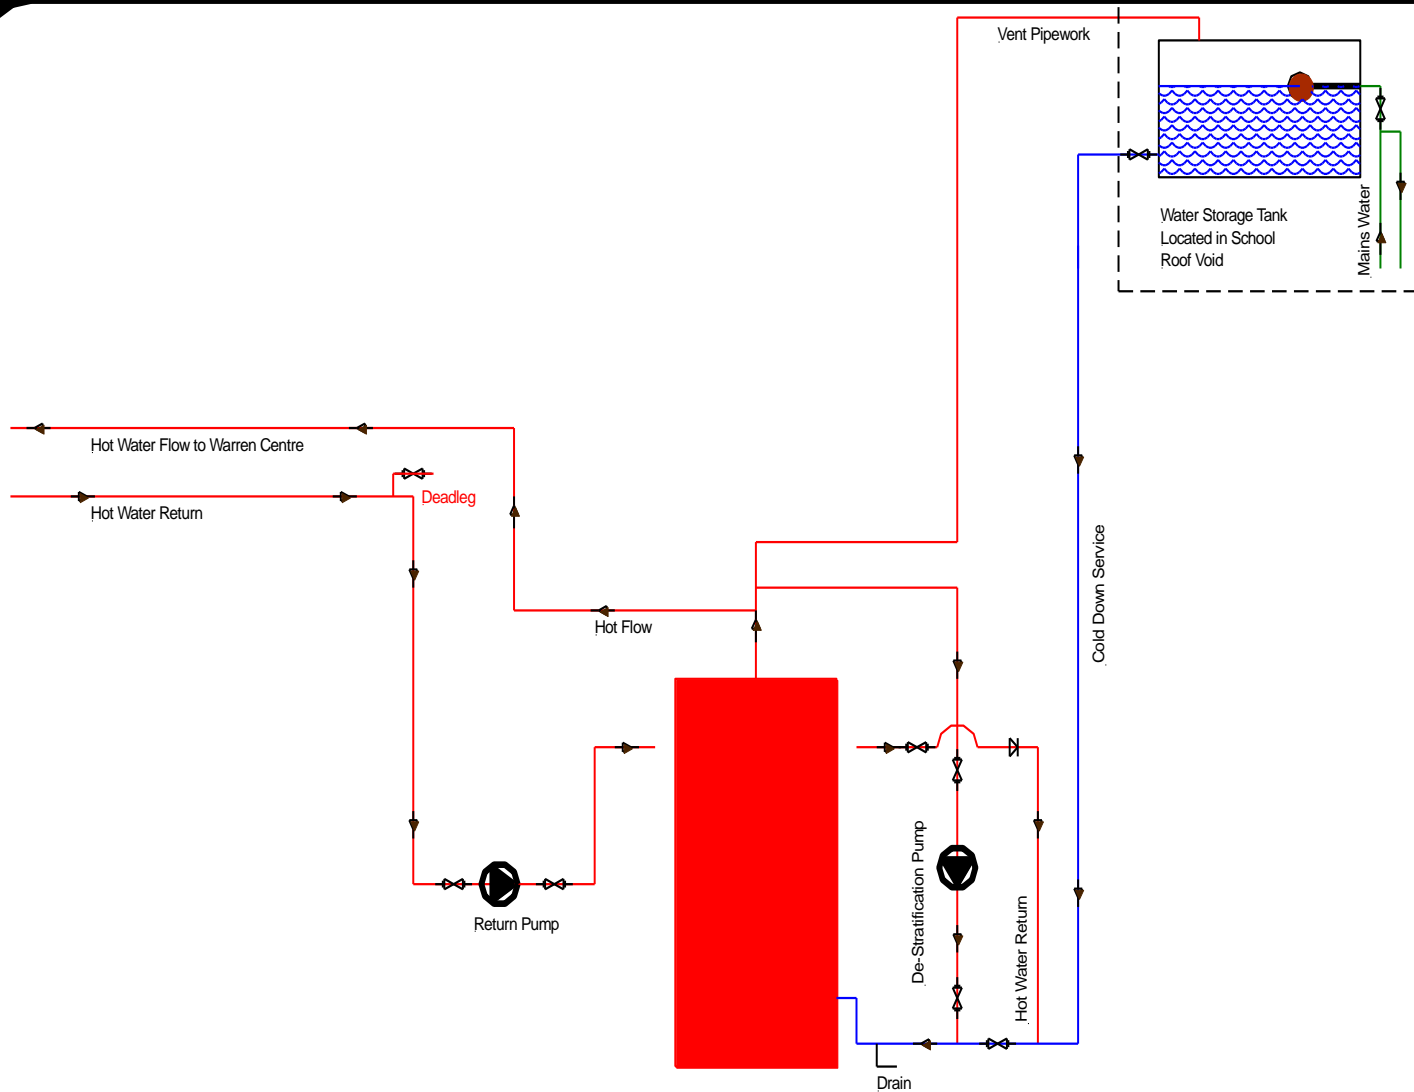 Vent Pipework
Water Storage Tank
Located in School
Roof Void
Mains Water
Hot Water Flow to Warren Centre
Deadleg
Hot Water Return
Cold Down Service
Hot Flow
De-Stratification Pump
Hot Water Return
Return Pump
Drain